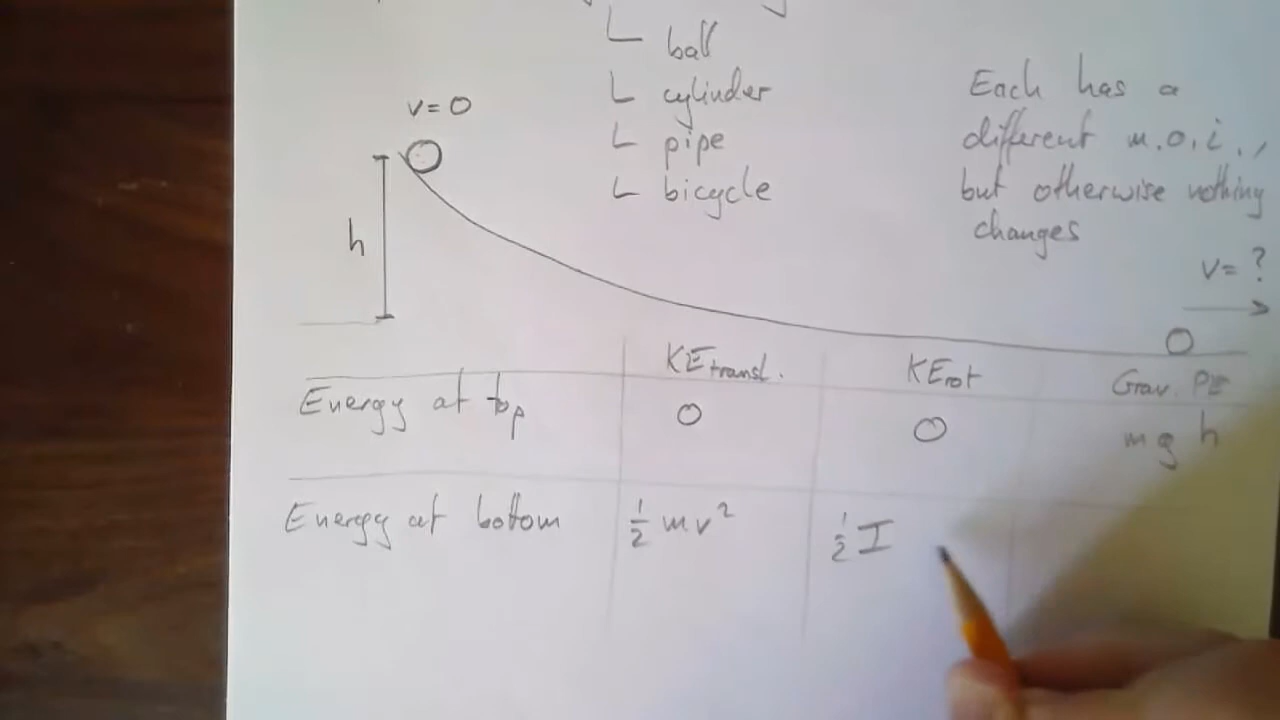 L ball
L cylinder
L pipe
L bicycle
Each has a
different m.o.i.,
but otherwise nothing
changes
v=0
h
v=?
KEtransl.
KErot
Grav. PE
Energy at top
0
0
mgh
Energy at bottom
½mv²
½I